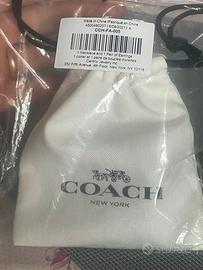 Made in China /Fabriqué en Chine
CCH-FA-005
1 Necklace and 1 Pair of Earrings
1 collier et 1 paire de boucles d'oreilles
Centric Jewelry Inc.
350 Fifth Avenue, 4th Floor, New York, NY 10118
COACH
NEW YORK
Subito